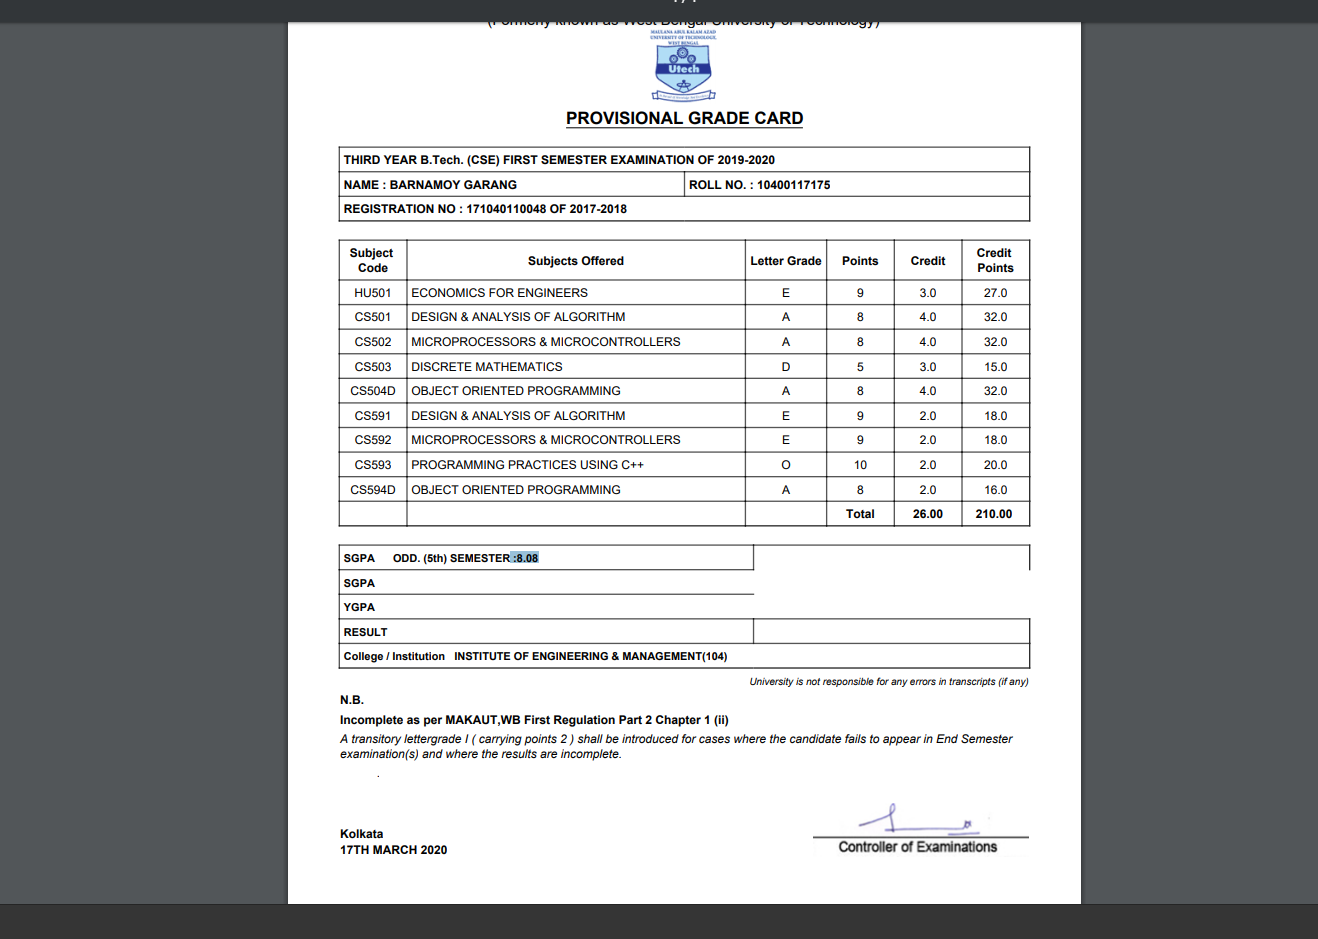 (Formerly known as West Bengal University of Technology)
MAULANA ABUL KALAM AZAD
UNIVERSITY OF TECHNOLOGY,
WEST BENGAL
Utech
PROVISIONAL GRADE CARD
THIRD YEAR B.Tech. (CSE) FIRST SEMESTER EXAMINATION OF 2019-2020
NAME : BARNAMOY GARANG ROLL NO. : 10400117175
REGISTRATION NO : 171040110048 OF 2017-2018
Subject Code Subjects Offered Letter Grade Points Credit Credit Points
HU501 ECONOMICS FOR ENGINEERS E 9 3.0 27.0
CS501 DESIGN & ANALYSIS OF ALGORITHM A 8 4.0 32.0
CS502 MICROPROCESSORS & MICROCONTROLLERS A 8 4.0 32.0
CS503 DISCRETE MATHEMATICS D 5 3.0 15.0
CS504D OBJECT ORIENTED PROGRAMMING A 8 4.0 32.0
CS591 DESIGN & ANALYSIS OF ALGORITHM E 9 2.0 18.0
CS592 MICROPROCESSORS & MICROCONTROLLERS E 9 2.0 18.0
CS593 PROGRAMMING PRACTICES USING C++ O 10 2.0 20.0
CS594D OBJECT ORIENTED PROGRAMMING A 8 2.0 16.0
Total 26.00 210.00
SGPA ODD. (5th) SEMESTER :8.08
SGPA
YGPA
RESULT
College / Institution INSTITUTE OF ENGINEERING & MANAGEMENT(104)
University is not responsible for any errors in transcripts (if any)
N.B.
Incomplete as per MAKAUT,WB First Regulation Part 2 Chapter 1 (ii)
A transitory lettergrade I ( carrying points 2 ) shall be introduced for cases where the candidate fails to appear in End Semester
examination(s) and where the results are incomplete.
.
Kolkata
17TH MARCH 2020
Controller of Examinations